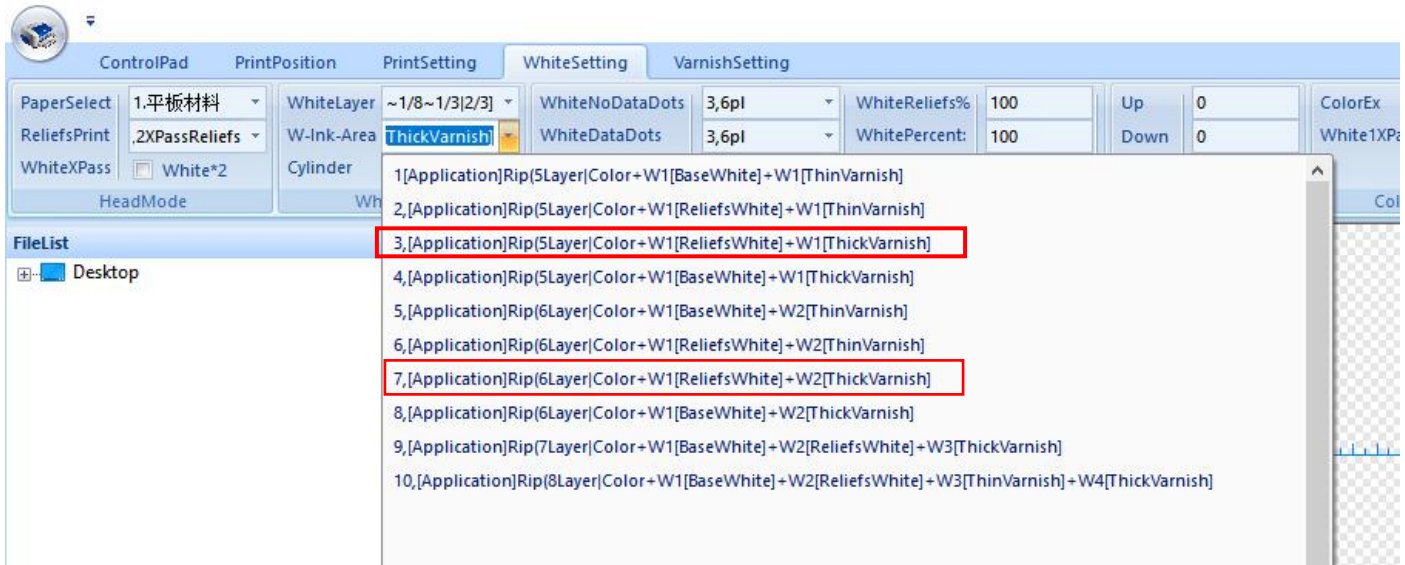 ControlPad PrintPosition PrintSetting WhiteSetting VarnishSetting
PaperSelect 1.平板材料 WhiteLayer ~1/8~1/3|2/3] WhiteNoDataDots 3,6pl WhiteReliefs% 100 Up 0 ColorEx
ReliefsPrint .2XPassReliefs W-Ink-Area ThickVarnish] WhiteDataDots 3,6pl WhitePercent: 100 Down 0 White1XPa
WhiteXPass White*2 Cylinder
HeadMode Wh Col
FileList
Desktop
1[Application]Rip(5Layer|Color+W1[BaseWhite]+W1[ThinVarnish]
2,[Application]Rip(5Layer|Color+W1[ReliefsWhite]+W1[ThinVarnish]
3,[Application]Rip(5Layer|Color+W1[ReliefsWhite]+W1[ThickVarnish]
4,[Application]Rip(5Layer|Color+W1[BaseWhite]+W1[ThickVarnish]
5,[Application]Rip(6Layer|Color+W1[BaseWhite]+W2[ThinVarnish]
6,[Application]Rip(6Layer|Color+W1[ReliefsWhite]+W2[ThinVarnish]
7,[Application]Rip(6Layer|Color+W1[ReliefsWhite]+W2[ThickVarnish]
8,[Application]Rip(6Layer|Color+W1[BaseWhite]+W2[ThickVarnish]
9,[Application]Rip(7Layer|Color+W1[BaseWhite]+W2[ReliefsWhite]+W3[ThickVarnish]
10,[Application]Rip(8Layer|Color+W1[BaseWhite]+W2[ReliefsWhite]+W3[ThinVarnish]+W4[ThickVarnish]